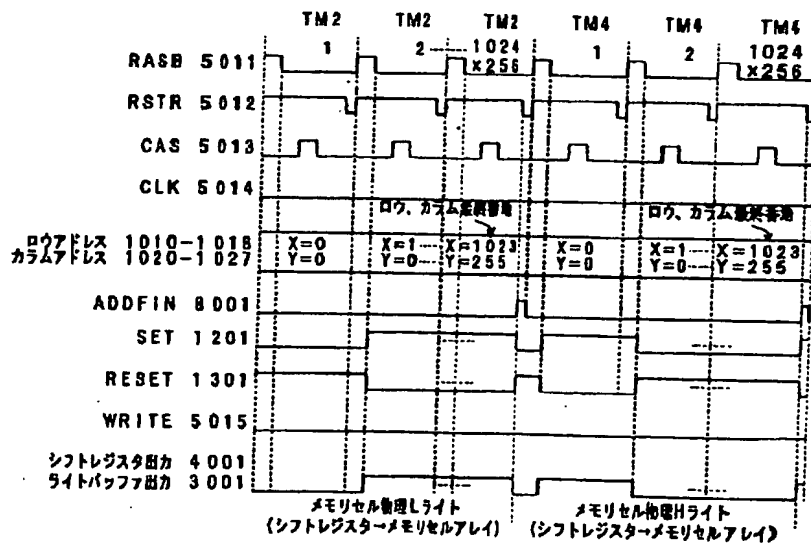 TM2 TM2 TM2 TM4 TM4 TM4
1 2 1024 1 2 1024
×256 ×256
RASB 5011
RSTR 5012
CAS 5013
CLK 5014
ロウ、カラム最終番地 ロウ、カラム最終番地
ロウアドレス 1010-1018 X=0 X=1 X=1023 X=0 X=1 X=1023
カラムアドレス 1020-1027 Y=0 Y=0 Y=255 Y=0 Y=0 Y=255
ADDFIN 8001
SET 1201
RESET 1301
WRITE 5015
シフトレジスタ出力 4001
ライトバッファ出力 3001
メモリセル物理Lライト メモリセル物理Hライト
(シフトレジスタ→メモリセルアレイ) (シフトレジスタ→メモリセルアレイ)